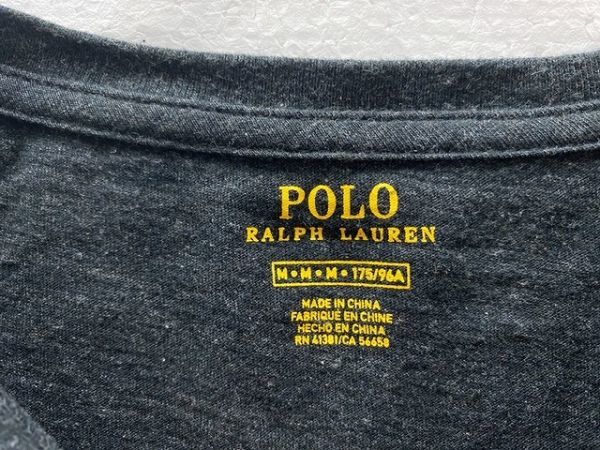 POLO
RALPH LAUREN
M•M•M•175/96A
MADE IN CHINA
FABRIQUÉ EN CHINE
HECHO EN CHINA
RN 41381/CA 56658